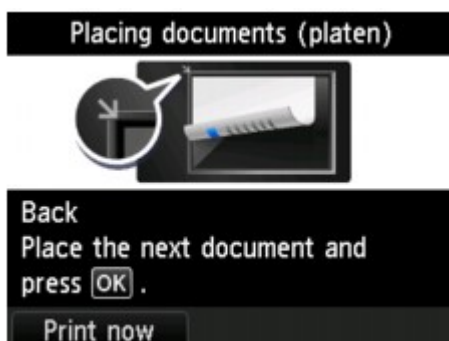 Placing documents (platen)
Back
Place the next document and
press OK .
Print now